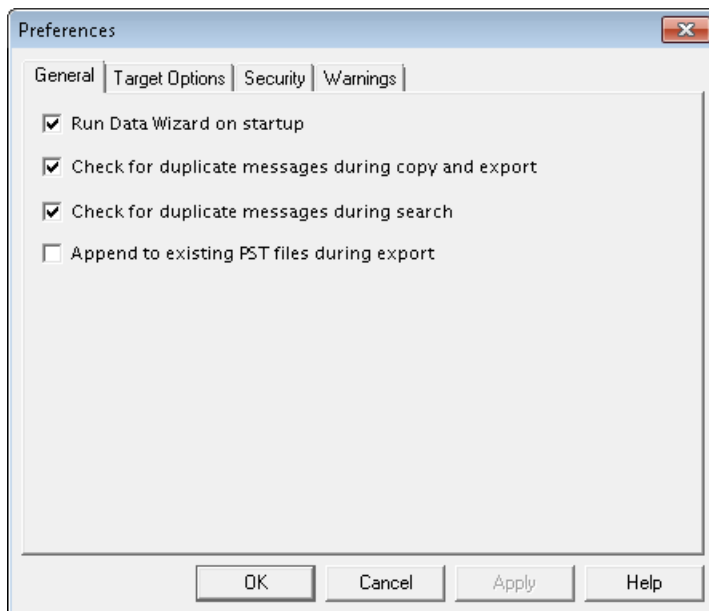 Preferences
General Target Options Security Warnings
Run Data Wizard on startup
Check for duplicate messages during copy and export
Check for duplicate messages during search
Append to existing PST files during export
OK Cancel Apply Help